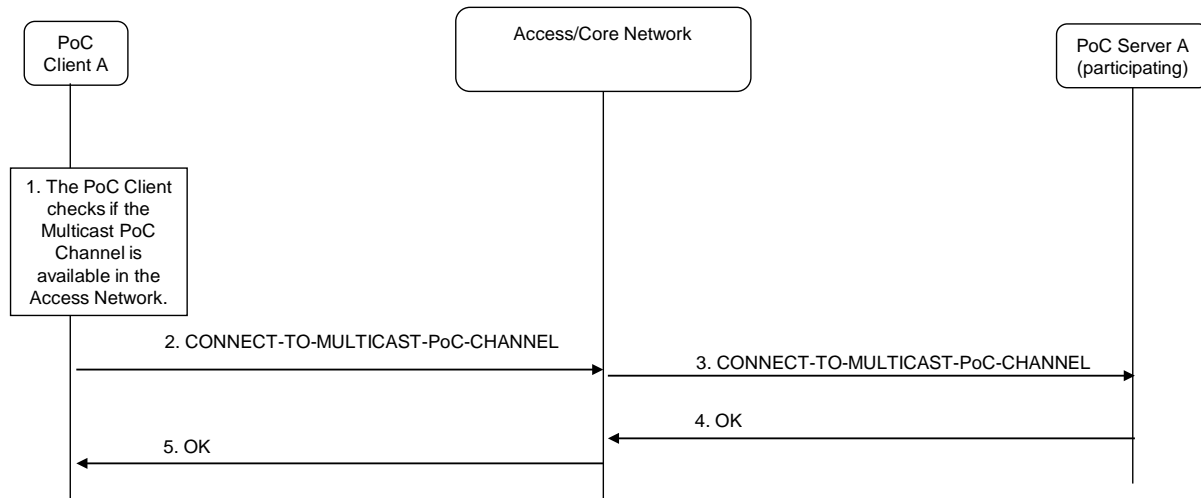 PoC
Client A
Access/Core Network
PoC Server A
(participating)
1. The PoC Client
checks if the
Multicast PoC
Channel is
available in the
Access Network.
2. CONNECT-TO-MULTICAST-PoC-CHANNEL
3. CONNECT-TO-MULTICAST-PoC-CHANNEL
4. OK
5. OK